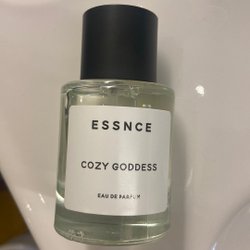 ESSNCE
COZY GODDESS
EAU DE PARFUM